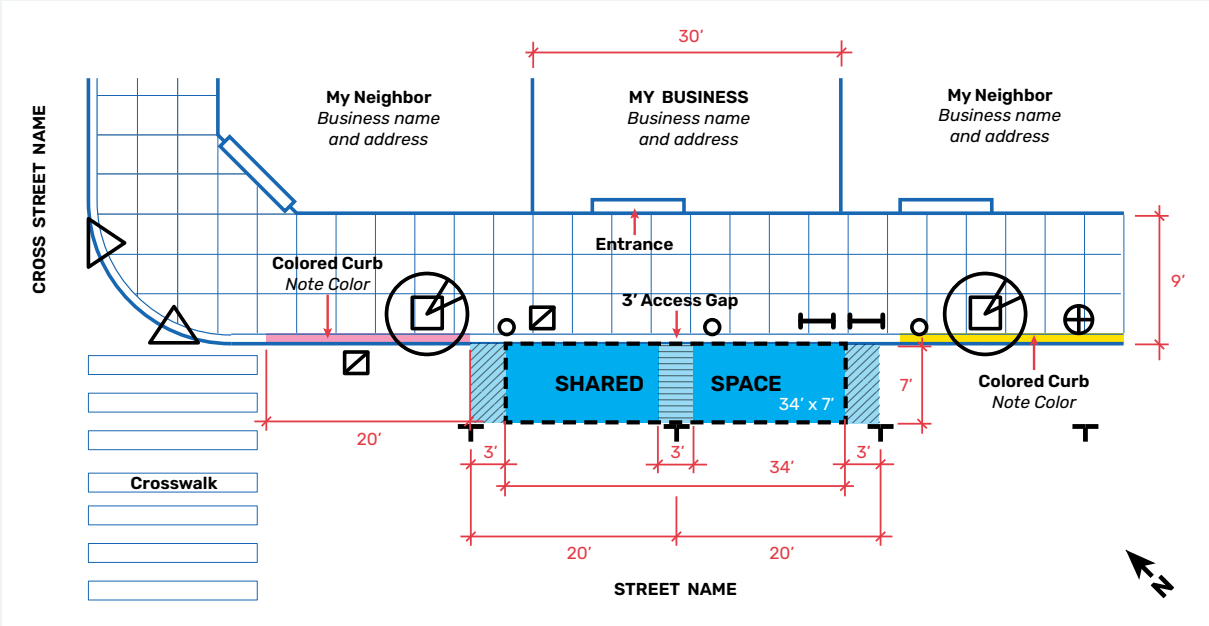 30′
My Neighbor
Business name
and address
MY BUSINESS
Business name
and address
My Neighbor
Business name
and address
CROSS STREET NAME
Entrance
Colored Curb
Note Color
3′ Access Gap
9′
SHARED SPACE
34′ x 7′
7′
Colored Curb
Note Color
20′
3′
3′
3′
34′
Crosswalk
20′
20′
STREET NAME
N